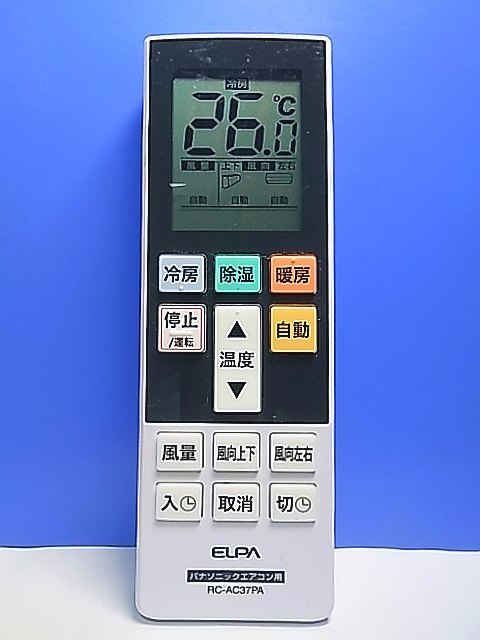 冷房
26.0℃
風量 上下 風向 左右
自動 自動 自動
冷房 除湿 暖房
停止 自動
/運転
▲
温度
▼
風量 風向上下 風向左右
入 取消 切
ELPA
パナソニックエアコン用
RC-AC37PA